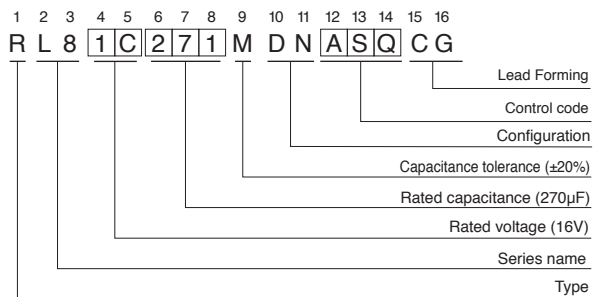 1 2 3 4 5 6 7 8 9 10 11 12 13 14 15 16
R L 8 1 C 2 7 1 M D N A S Q C G
Lead Forming
Control code
Configuration
Capacitance tolerance (±20%)
Rated capacitance (270µF)
Rated voltage (16V)
Series name
Type